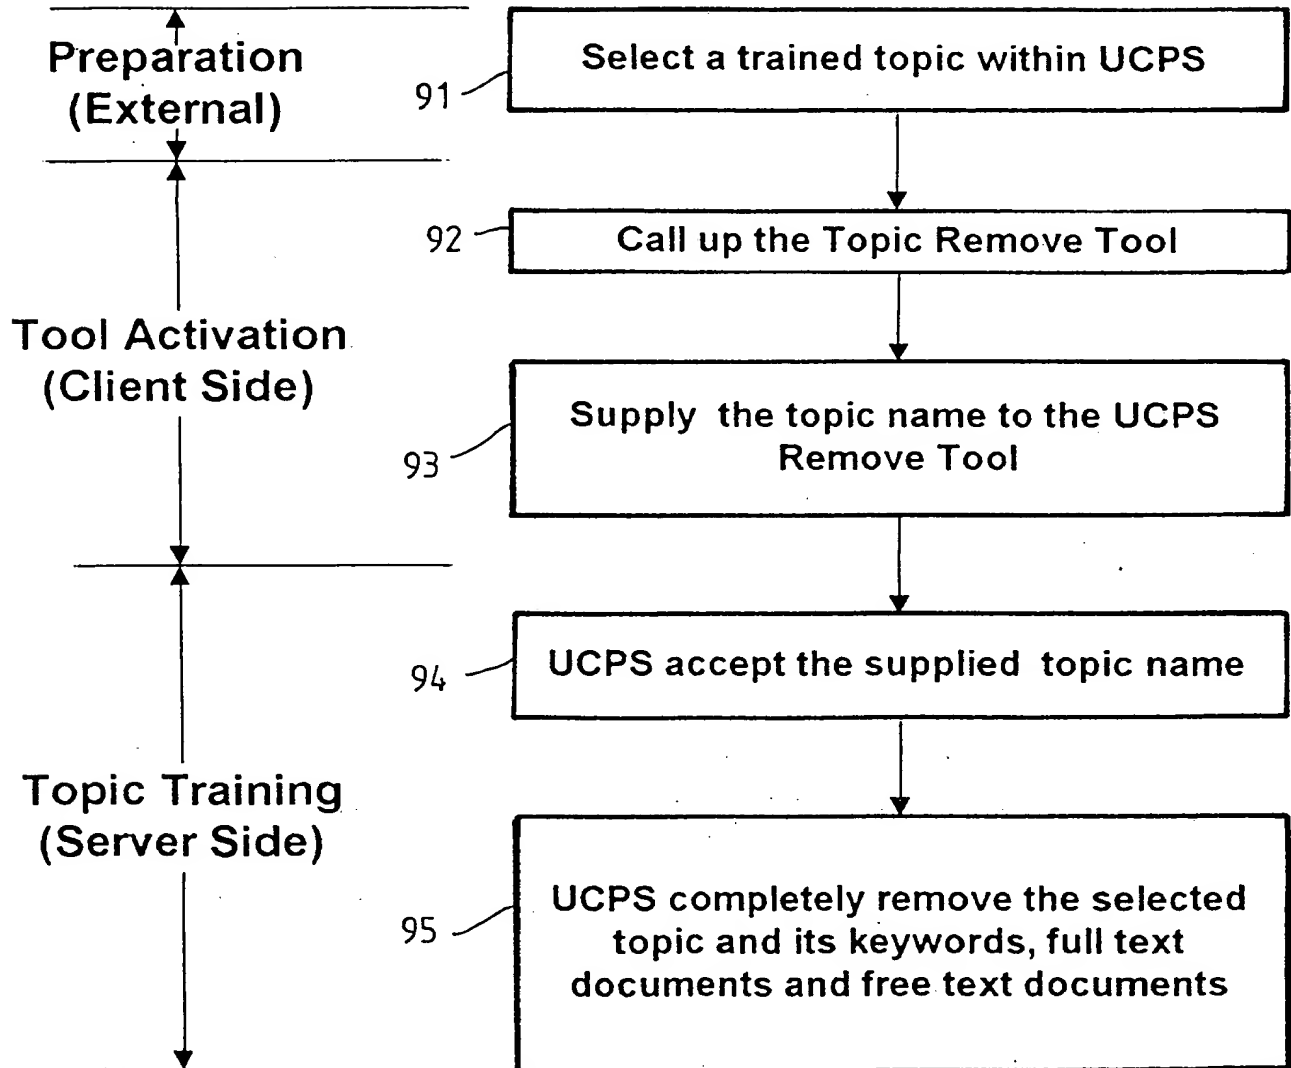 Preparation
(External)
91
Select a trained topic within UCPS
92
Call up the Topic Remove Tool
Tool Activation
(Client Side)
93
Supply the topic name to the UCPS
Remove Tool
94
UCPS accept the supplied topic name
Topic Training
(Server Side)
95
UCPS completely remove the selected
topic and its keywords, full text
documents and free text documents